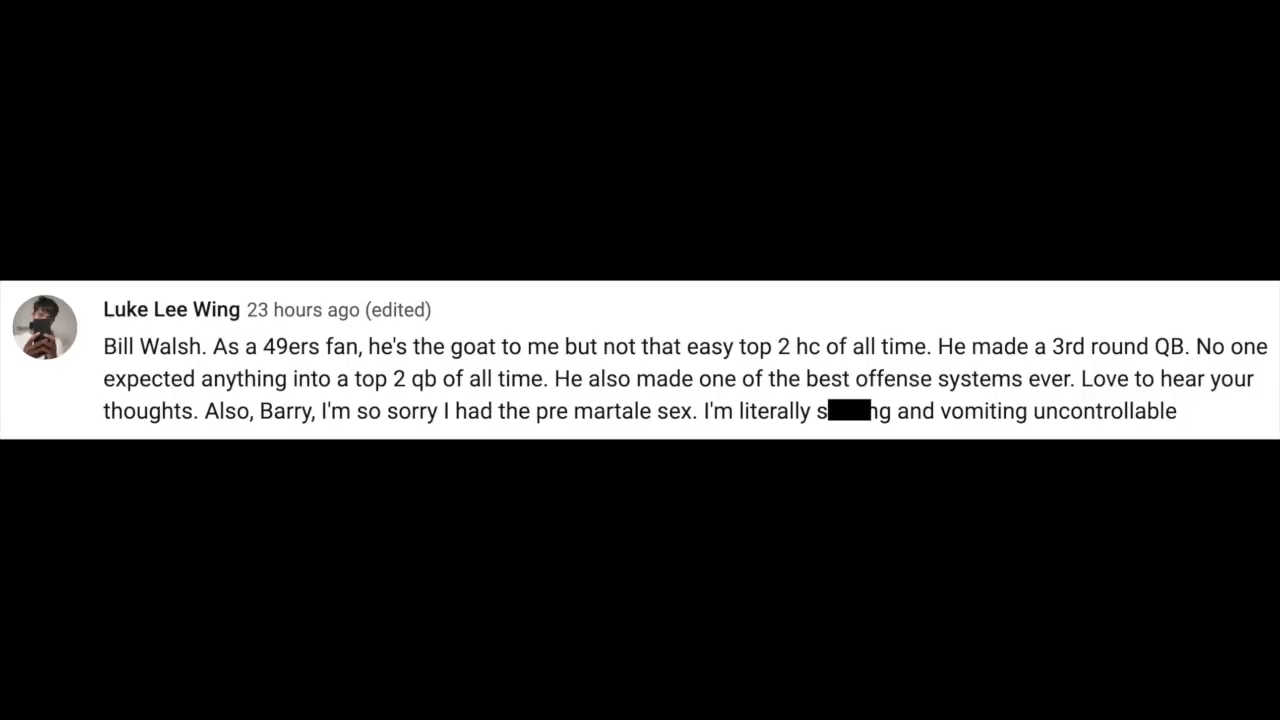 Luke Lee Wing 23 hours ago (edited)
Bill Walsh. As a 49ers fan, he's the goat to me but not that easy top 2 hc of all time. He made a 3rd round QB. No one
expected anything into a top 2 qb of all time. He also made one of the best offense systems ever. Love to hear your
thoughts. Also, Barry, I'm so sorry I had the pre martale sex. I'm literally and vomiting uncontrollable